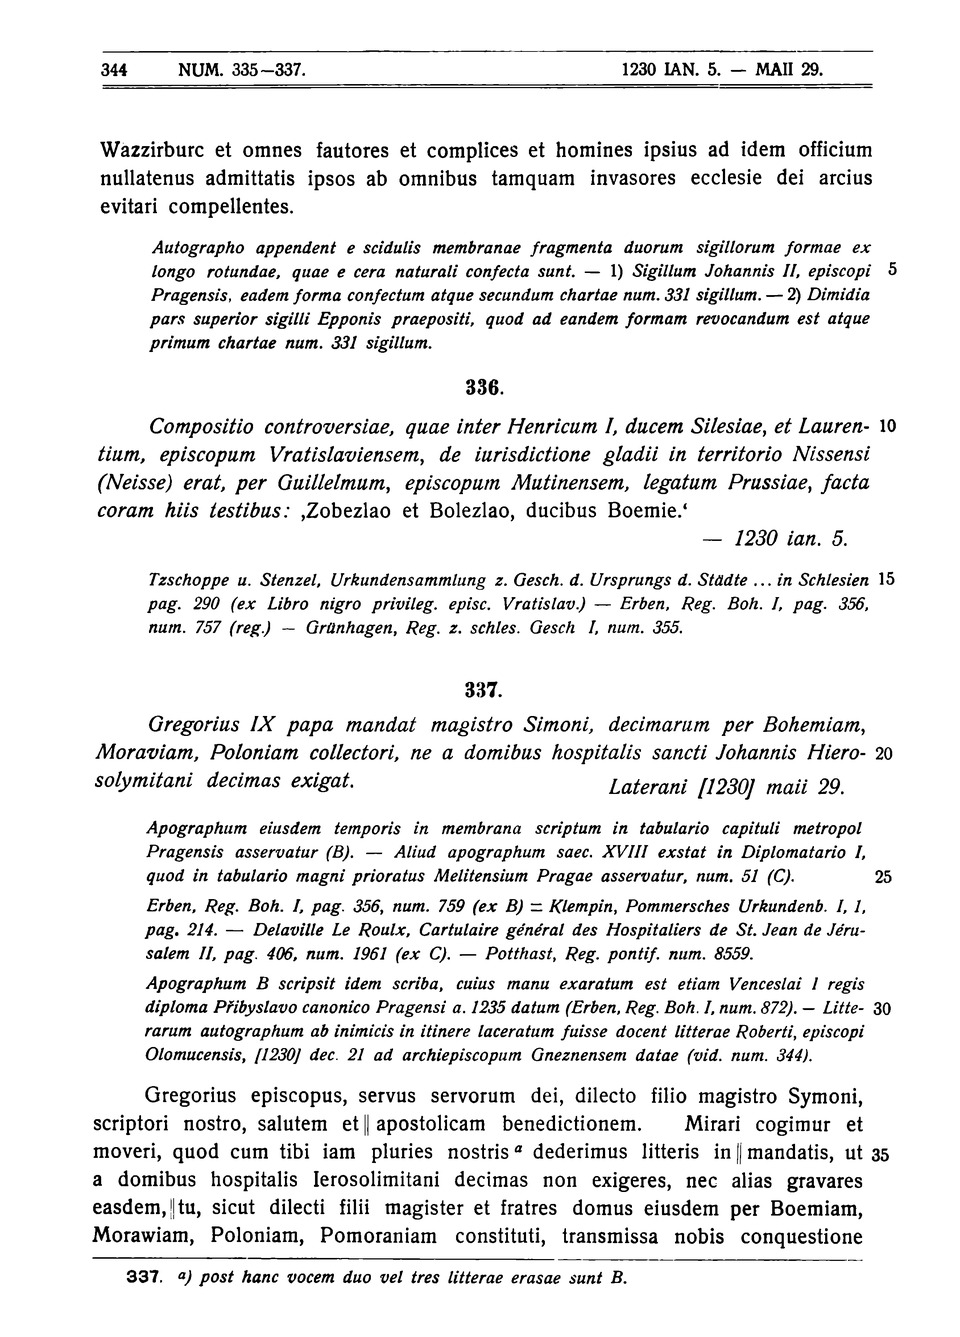 344 NUM. 335—337. 1230 IAN. 5. — MAII 29.
Wazzirburc et omnes fautores et complices et homines ipsius ad idem officium
nullatenus admittatis ipsos ab omnibus tamquam invasores ecclesie dei arcius
evitari compellentes.
Autographo appendent e scidulis membranae fragmenta duorum sigillorum formae ex
longo rotundae, quae e cera naturali confecta sunt. — 1) Sigillum Johannis II, episcopi 5
Pragensis, eadem forma confectum atque secundum chartae num. 331 sigillum. — 2) Dimidia
pars superior sigilli Epponis praepositi, quod ad eandem formam revocandum est atque
primum chartae num. 331 sigillum.
336.
Compositio controversiae, quae inter Henricum I, ducem Silesiae, et Lauren- 10
tium, episcopum Vratislaviensem, de iurisdictione gladii in territorio Nissensi
(Neisse) erat, per Guillelmum, episcopum Mutinensem, legatum Prussiae, facta
coram hiis testibus: ‚Zobezlao et Bolezlao, ducibus Boemie.‘
— 1230 ian. 5.
Tzschoppe u. Stenzel, Urkundensammlung z. Gesch. d. Ursprungs d. Städte ... in Schlesien 15
pag. 290 (ex Libro nigro privileg. episc. Vratislav.) — Erben, Reg. Boh. I, pag. 356,
num. 757 (reg.) — Grünhagen, Reg. z. schles. Gesch I, num. 355.
337.
Gregorius IX papa mandat magistro Simoni, decimarum per Bohemiam,
Moraviam, Poloniam collectori, ne a domibus hospitalis sancti Johannis Hiero- 20
solymitani decimas exigat. Laterani [1230] maii 29.
Apographum eiusdem temporis in membrana scriptum in tabulario capituli metropol
Pragensis asservatur (B). — Aliud apographum saec. XVIII exstat in Diplomatario I,
quod in tabulario magni prioratus Melitensium Pragae asservatur, num. 51 (C). 25
Erben, Reg. Boh. I, pag. 356, num. 759 (ex B) = Klempin, Pommersches Urkundenb. I, 1,
pag. 214. — Delaville Le Roulx, Cartulaire général des Hospitaliers de St. Jean de Jéru-
salem II, pag. 406, num. 1961 (ex C). — Potthast, Reg. pontif. num. 8559.
Apographum B scripsit idem scriba, cuius manu exaratum est etiam Venceslai I regis
diploma Přibyslavo canonico Pragensi a. 1235 datum (Erben, Reg. Boh. I, num. 872). — Litte- 30
rarum autographum ab inimicis in itinere laceratum fuisse docent litterae Roberti, episcopi
Olomucensis, [1230] dec. 21 ad archiepiscopum Gneznensem datae (vid. num. 344).
Gregorius episcopus, servus servorum dei, dilecto filio magistro Symoni,
scriptori nostro, salutem et || apostolicam benedictionem. Mirari cogimur et
moveri, quod cum tibi iam pluries nostris a dederimus litteris in || mandatis, ut 35
a domibus hospitalis Ierosolimitani decimas non exigeres, nec alias gravares
easdem, || tu, sicut dilecti filii magister et fratres domus eiusdem per Boemiam,
Morawiam, Poloniam, Pomoraniam constituti, transmissa nobis conquestione
337. a) post hanc vocem duo vel tres litterae erasae sunt B.